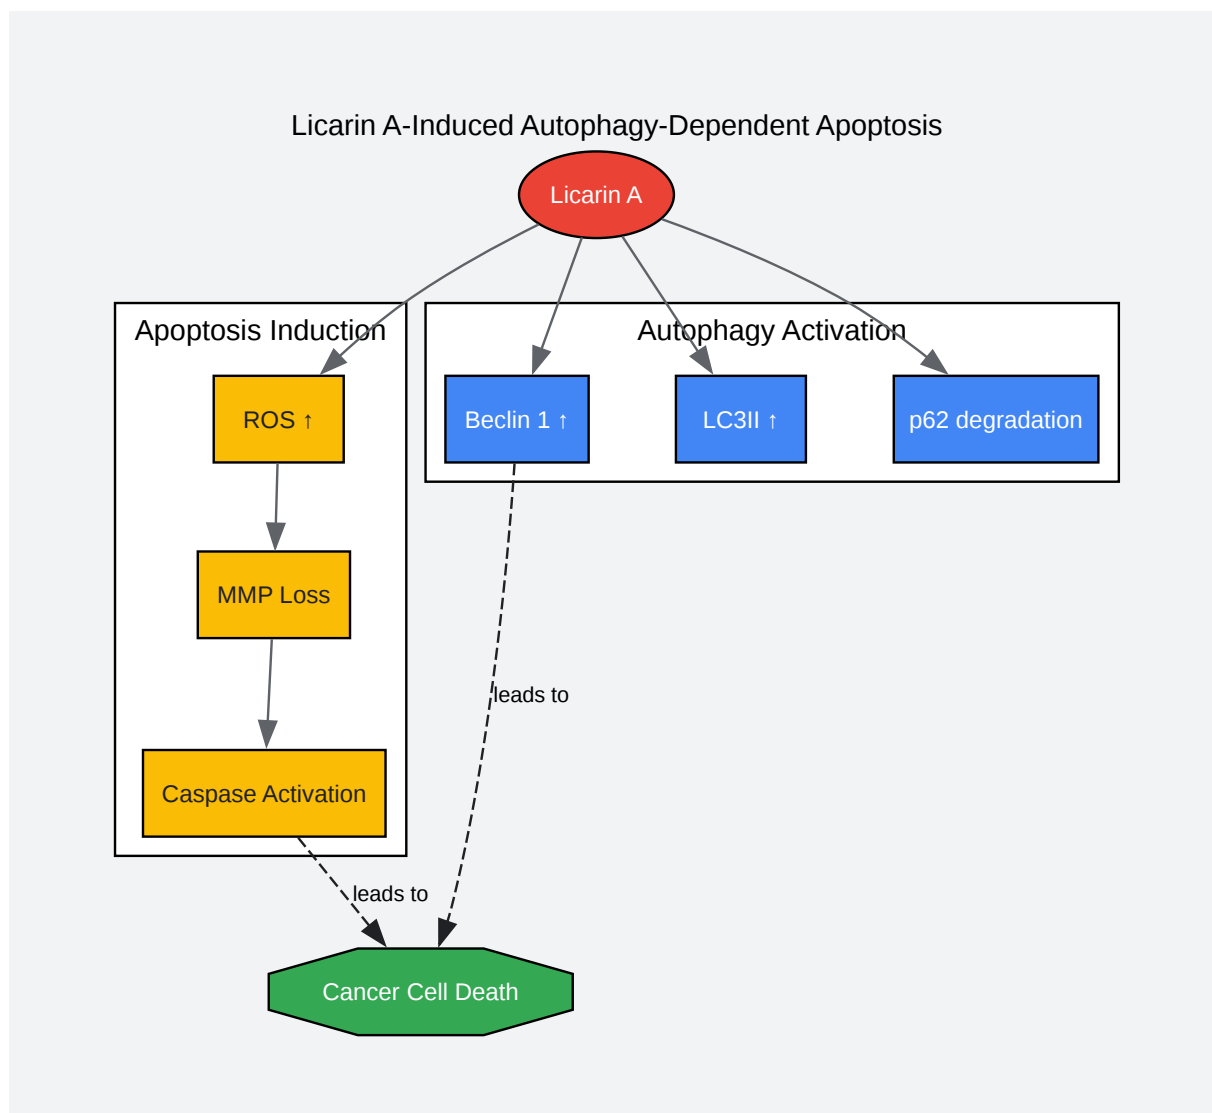 Licarin A-Induced Autophagy-Dependent Apoptosis
Licarin A
Apoptosis Induction
Autophagy Activation
ROS ↑
Beclin 1 ↑
LC3II ↑
p62 degradation
MMP Loss
leads to
Caspase Activation
leads to
Cancer Cell Death